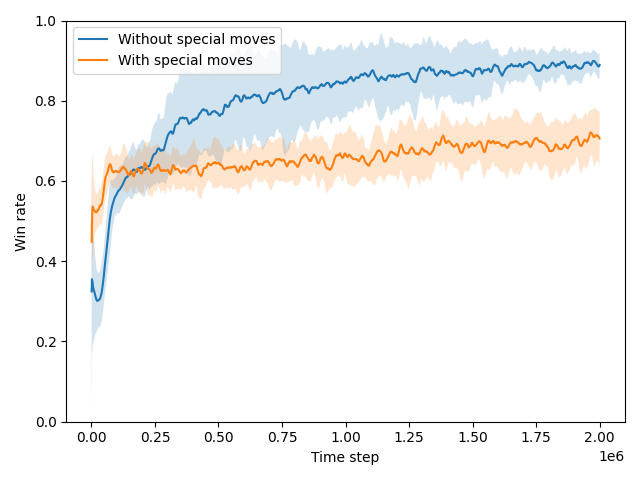 1.0
Without special moves
With special moves
0.8
0.6
Win rate
0.4
0.2
0.0
0.00 0.25 0.50 0.75 1.00 1.25 1.50 1.75 2.00
Time step
1e6